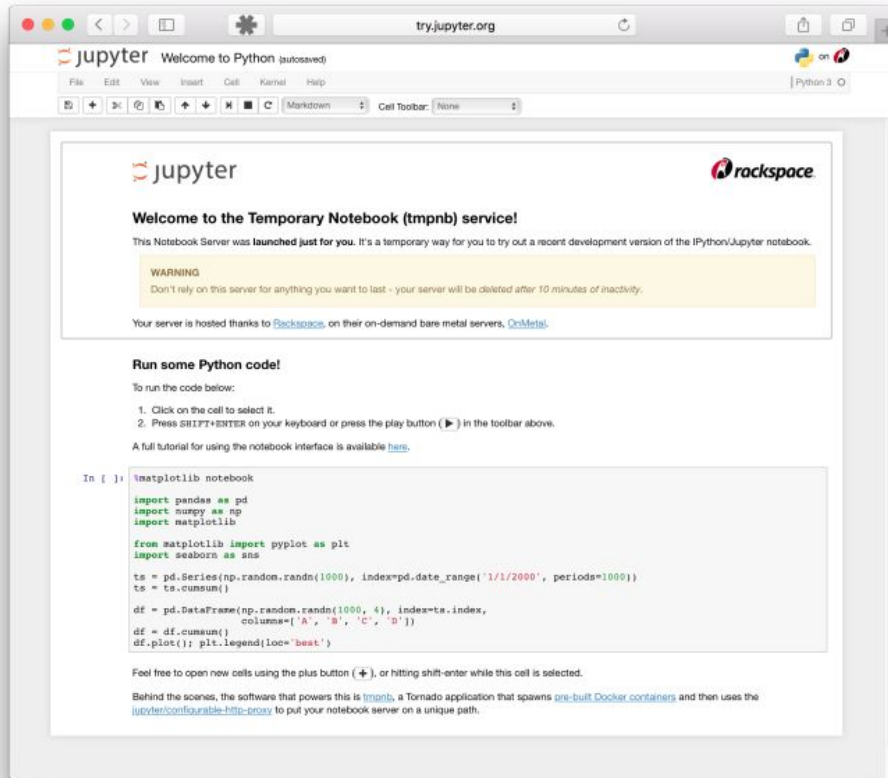 try.jupyter.org
jupyter Welcome to Python (autosaved)
on
File Edit View Insert Cell Kernel Help
Python 3
Markdown Cell Toolbar: None
jupyter
rackspace
Welcome to the Temporary Notebook (tmpnb) service!
This Notebook Server was launched just for you. It's a temporary way for you to try out a recent development version of the IPython/Jupyter notebook.
WARNING
Don't rely on this server for anything you want to last - your server will be deleted after 10 minutes of inactivity.
Your server is hosted thanks to Rackspace, on their on-demand bare metal servers, OnMetal.
Run some Python code!
To run the code below:
1. Click on the cell to select it.
2. Press SHIFT+ENTER on your keyboard or press the play button ( ▶ ) in the toolbar above.
A full tutorial for using the notebook interface is available here.
In [ ]: %matplotlib notebook
import pandas as pd
import numpy as np
import matplotlib
from matplotlib import pyplot as plt
import seaborn as sns
ts = pd.Series(np.random.randn(1000), index=pd.date_range('1/1/2000', periods=1000))
ts = ts.cumsum()
df = pd.DataFrame(np.random.randn(1000, 4), index=ts.index,
columns=['A', 'B', 'C', 'D'])
df = df.cumsum()
df.plot(); plt.legend(loc='best')
Feel free to open new cells using the plus button ( + ), or hitting shift-enter while this cell is selected.
Behind the scenes, the software that powers this is tmpnb, a Tornado application that spawns pre-built Docker containers and then uses the
jupyter/configurable-http-proxy to put your notebook server on a unique path.